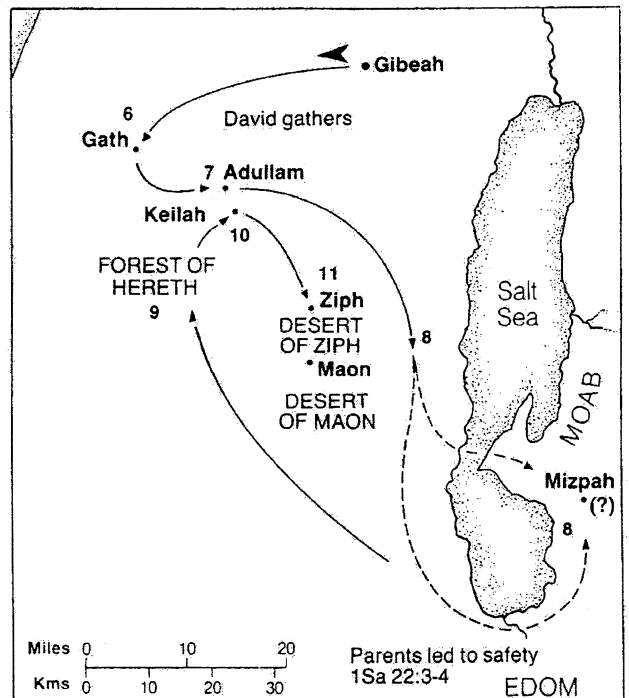 Gibeah
6
David gathers
Gath
7 Adullam
Keilah
10
FOREST OF
HERETH
9
11
Ziph
DESERT
OF ZIPH
Maon
DESERT
OF MAON
8
Salt
Sea
MOAB
Mizpah
(?)
8
Miles 0 10 20
Kms 0 10 20 30
Parents led to safety
1Sa 22:3-4
EDOM